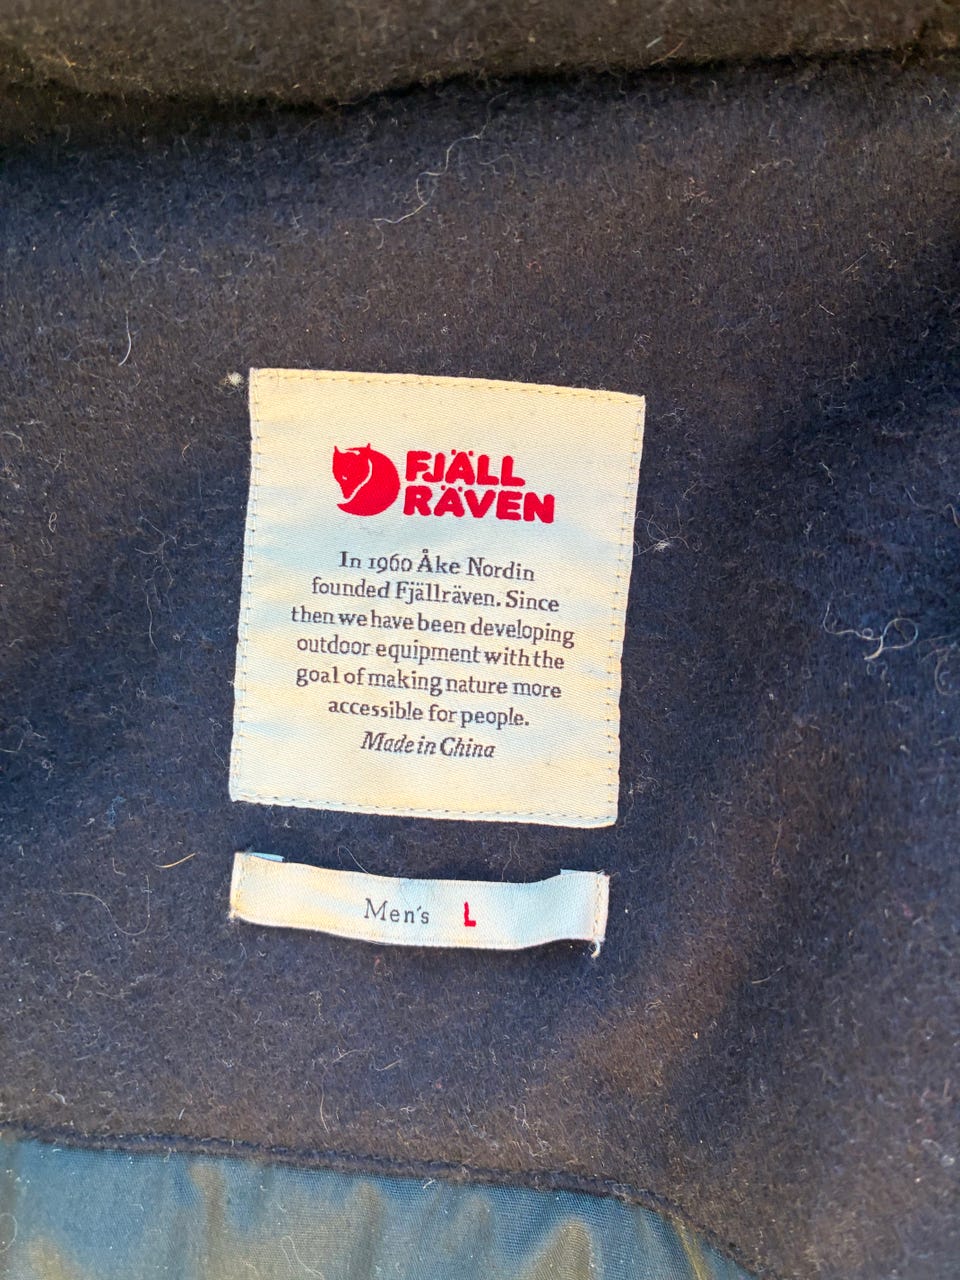 FJÄLL
RÄVEN
In 1960 Åke Nordin
founded Fjällräven. Since
then we have been developing
outdoor equipment with the
goal of making nature more
accessible for people.
Made in China
Men's L